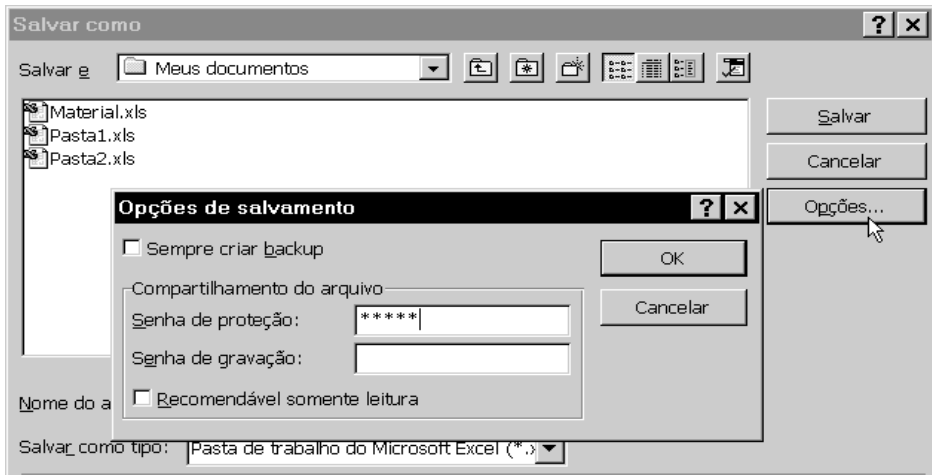 Salvar como
Salvar e Meus documentos
Material.xls
Pasta1.xls
Pasta2.xls
Salvar
Cancelar
Opções...
Opções de salvamento
Sempre criar backup
OK
Cancelar
Compartilhamento do arquivo
Senha de proteção: *****
Senha de gravação:
Recomendável somente leitura
Nome do a
Salvar como tipo: Pasta de trabalho do Microsoft Excel (*.x